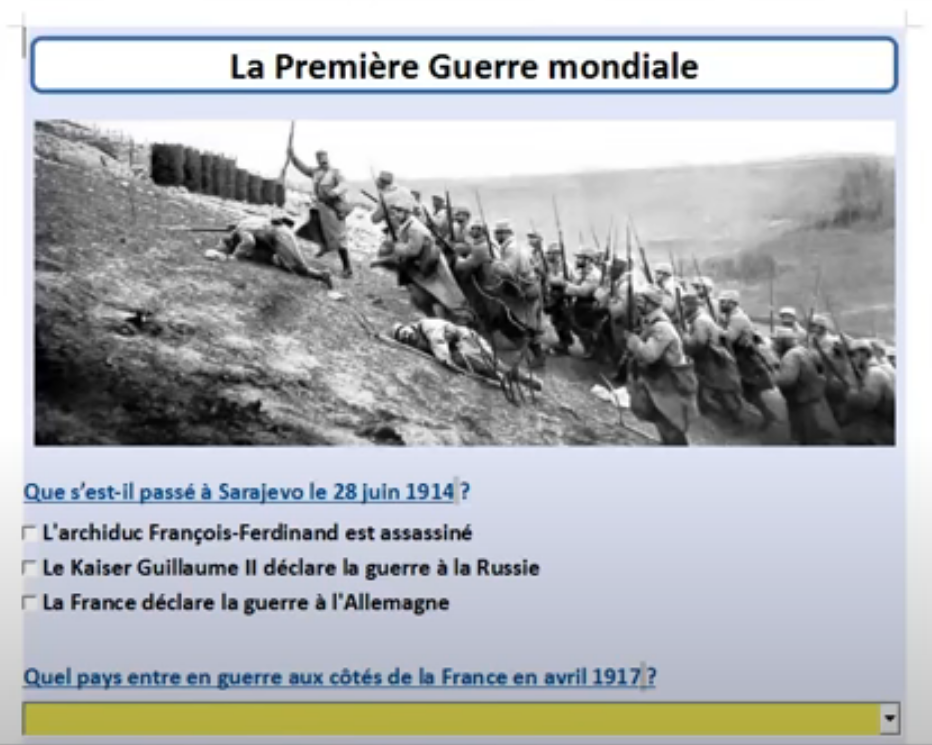 La Première Guerre mondiale
Que s'est-il passé à Sarajevo le 28 juin 1914 ?
L'archiduc François-Ferdinand est assassiné
Le Kaiser Guillaume II déclare la guerre à la Russie
La France déclare la guerre à l'Allemagne
Quel pays entre en guerre aux côtés de la France en avril 1917 ?